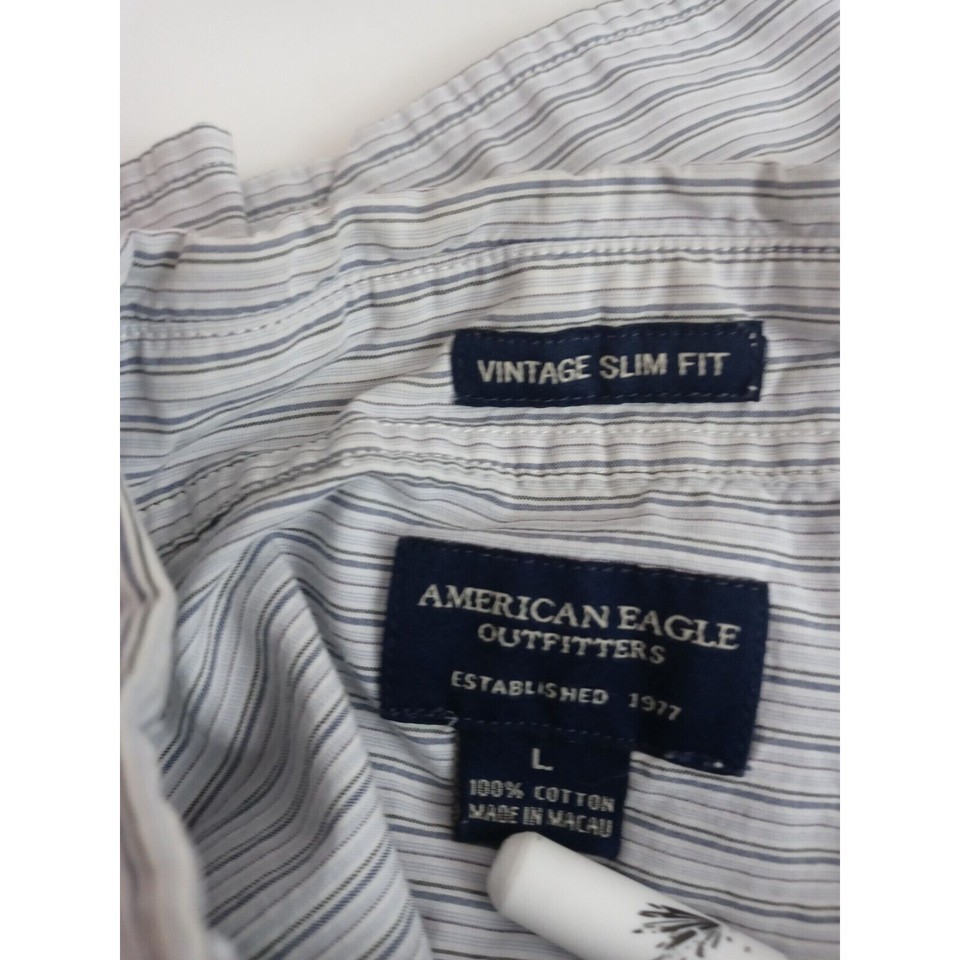 VINTAGE SLIM FIT
AMERICAN EAGLE
OUTFITTERS
ESTABLISHED 1977
L
100% COTTON
MADE IN MACAU